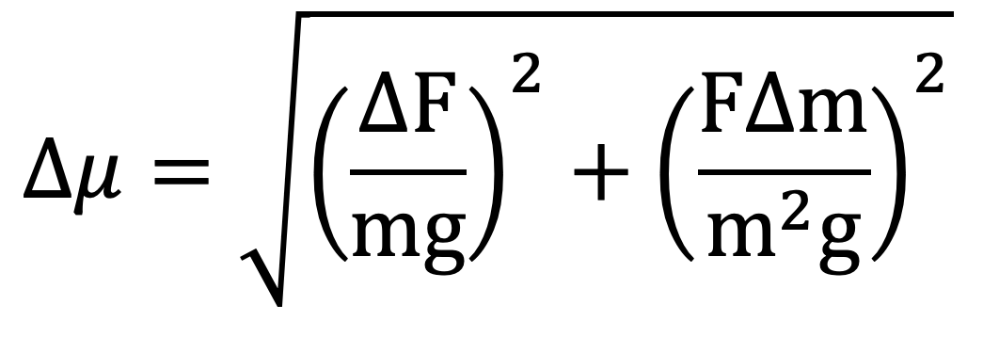 Δμ = √((ΔF/mg)² + (FΔm/m²g)²)